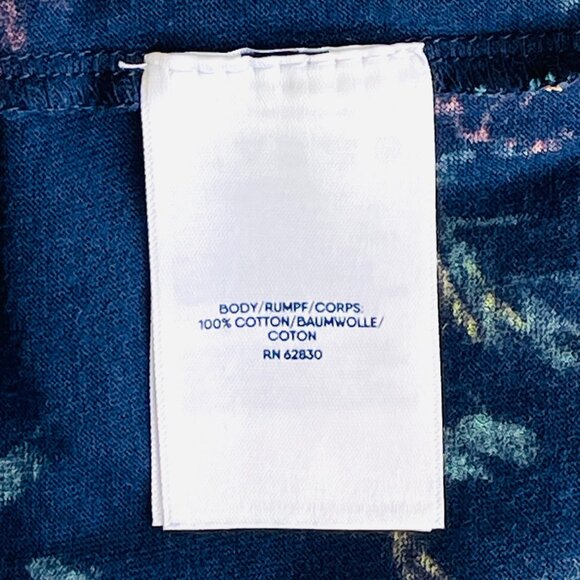 BODY/RUMPF/CORPS:
100% COTTON/BAUMWOLLE/
COTON
RN 62830